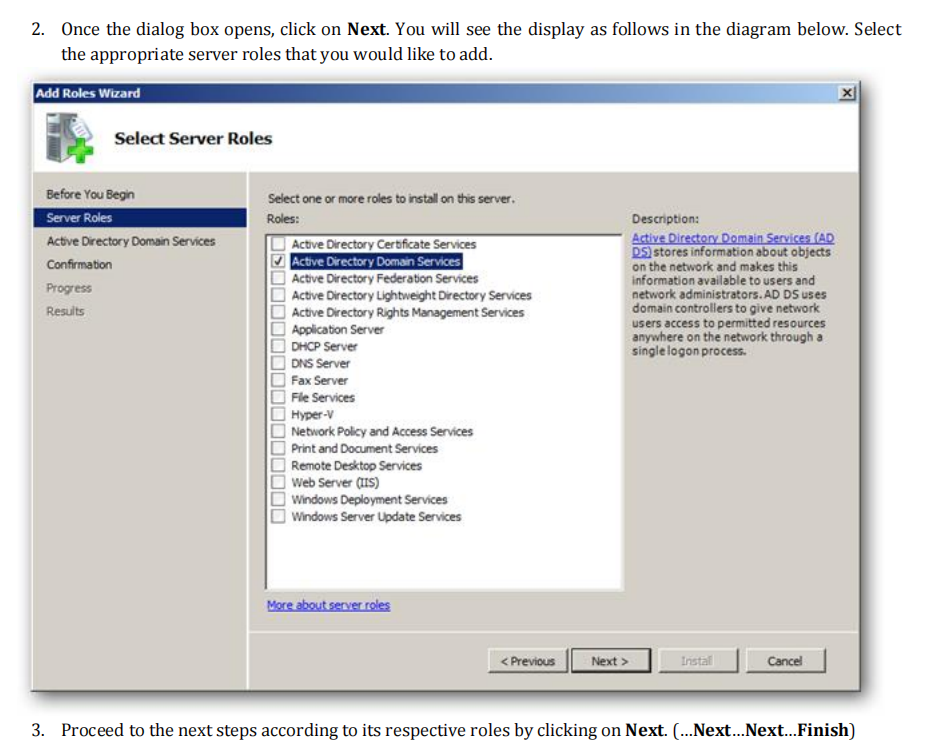 2. Once the dialog box opens, click on Next. You will see the display as follows in the diagram below. Select
the appropriate server roles that you would like to add.
Add Roles Wizard
Select Server Roles
Before You Begin
Server Roles
Active Directory Domain Services
Confirmation
Progress
Results
Select one or more roles to install on this server.
Roles:
Active Directory Certificate Services
Active Directory Domain Services
Active Directory Federation Services
Active Directory Lightweight Directory Services
Active Directory Rights Management Services
Application Server
DHCP Server
DNS Server
Fax Server
File Services
Hyper-V
Network Policy and Access Services
Print and Document Services
Remote Desktop Services
Web Server (IIS)
Windows Deployment Services
Windows Server Update Services
More about server roles
Description:
Active Directory Domain Services (AD
DS) stores information about objects
on the network and makes this
information available to users and
network administrators. AD DS uses
domain controllers to give network
users access to permitted resources
anywhere on the network through a
single logon process.
< Previous
Next >
Install
Cancel
3. Proceed to the next steps according to its respective roles by clicking on Next. (...Next...Next...Finish)